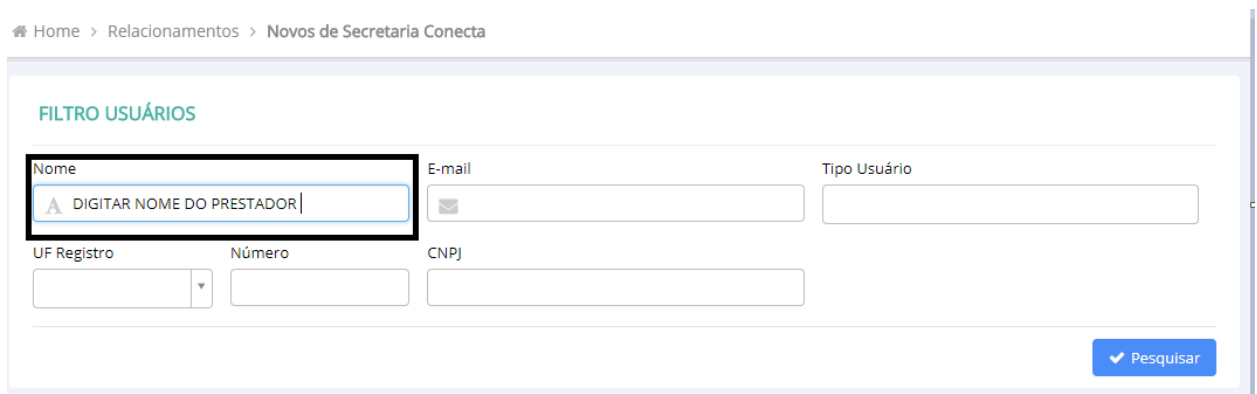 Home > Relacionamentos > Novos de Secretaria Conecta
FILTRO USUÁRIOS
Nome E-mail Tipo Usuário
A DIGITAR NOME DO PRESTADOR
UF Registro Número CNPJ
Pesquisar